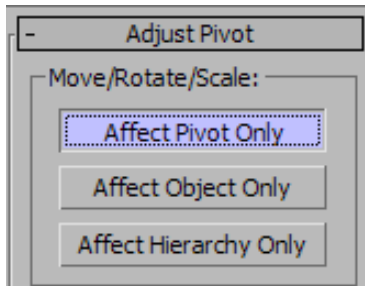 - Adjust Pivot
Move/Rotate/Scale:
Affect Pivot Only
Affect Object Only
Affect Hierarchy Only